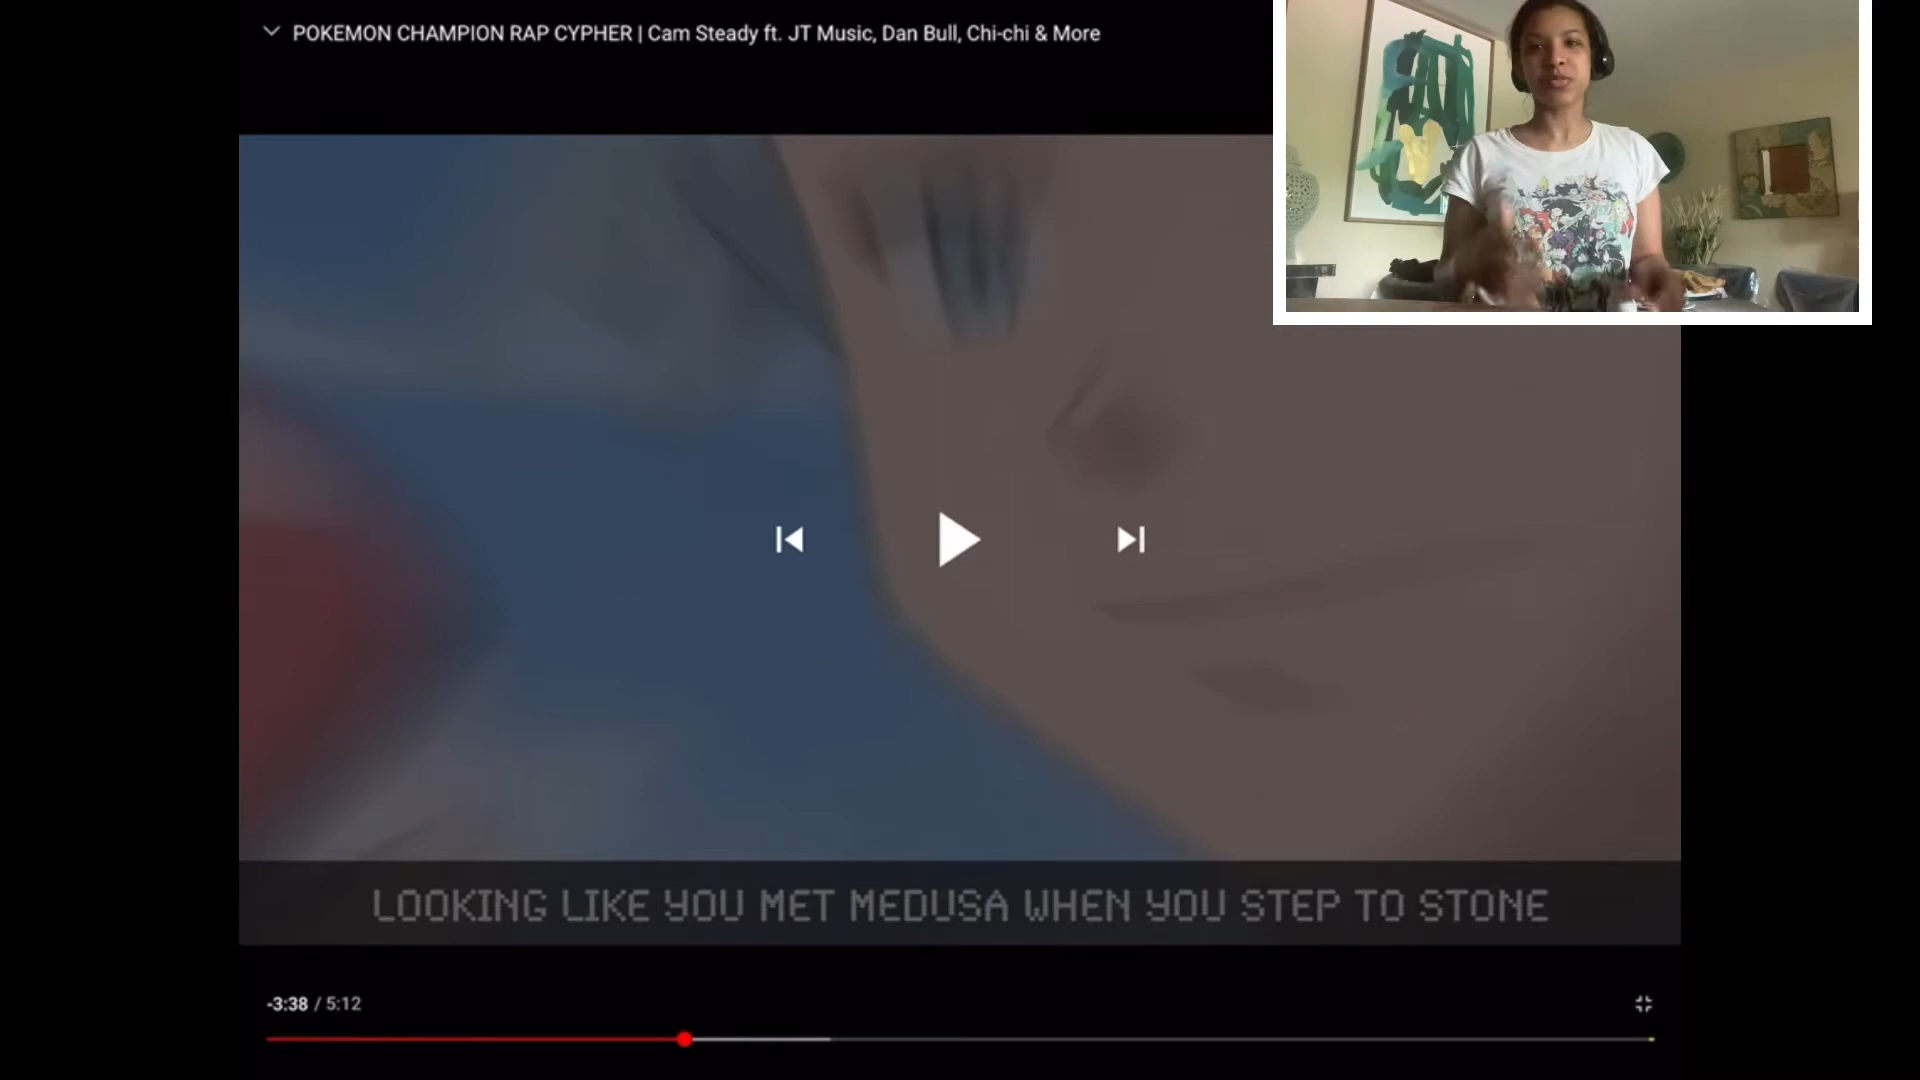 POKEMON CHAMPION RAP CYPHER | Cam Steady ft. JT Music, Dan Bull, Chi-chi & More
LOOKING LIKE YOU MET MEDUSA WHEN YOU STEP TO STONE
-3:38 / 5:12